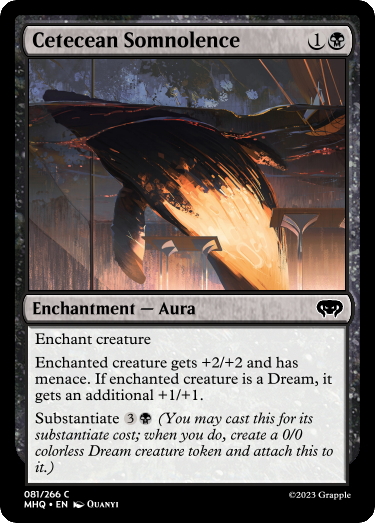 Cetecean Somnolence 1
Enchantment — Aura
Enchant creature
Enchanted creature gets +2/+2 and has
menace. If enchanted creature is a Dream, it
gets an additional +1/+1.
Substantiate 3 (You may cast this for its
substantiate cost; when you do, create a 0/0
colorless Dream creature token and attach this to
it.)
081/266 C
MHQ • EN Quanyi
©2023 Grapple